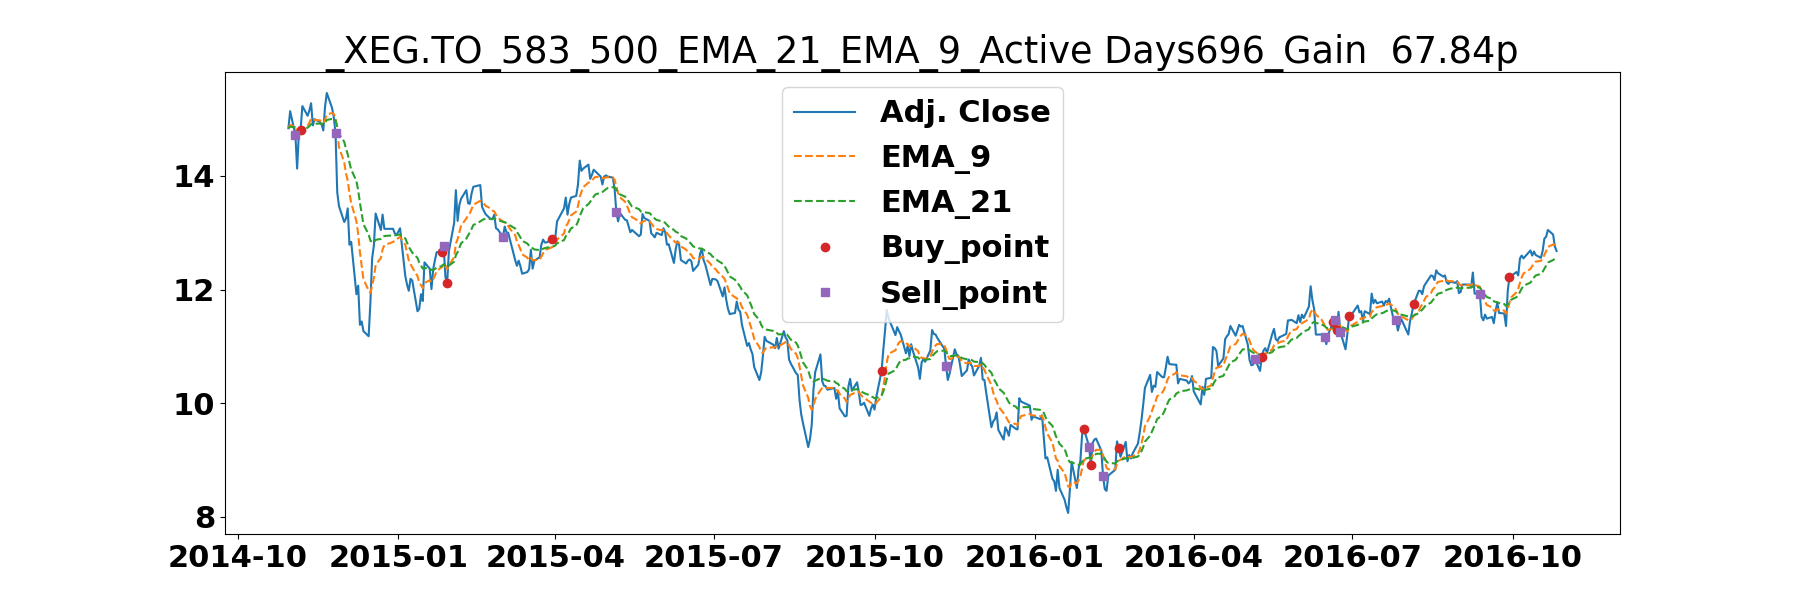 _XEG.TO_583_500_EMA_21_EMA_9_Active Days696_Gain  67.84p
Adj. Close
EMA_9
EMA_21
Buy_point
Sell_point
14
12
10
8
2014-10 2015-01 2015-04 2015-07 2015-10 2016-01 2016-04 2016-07 2016-10